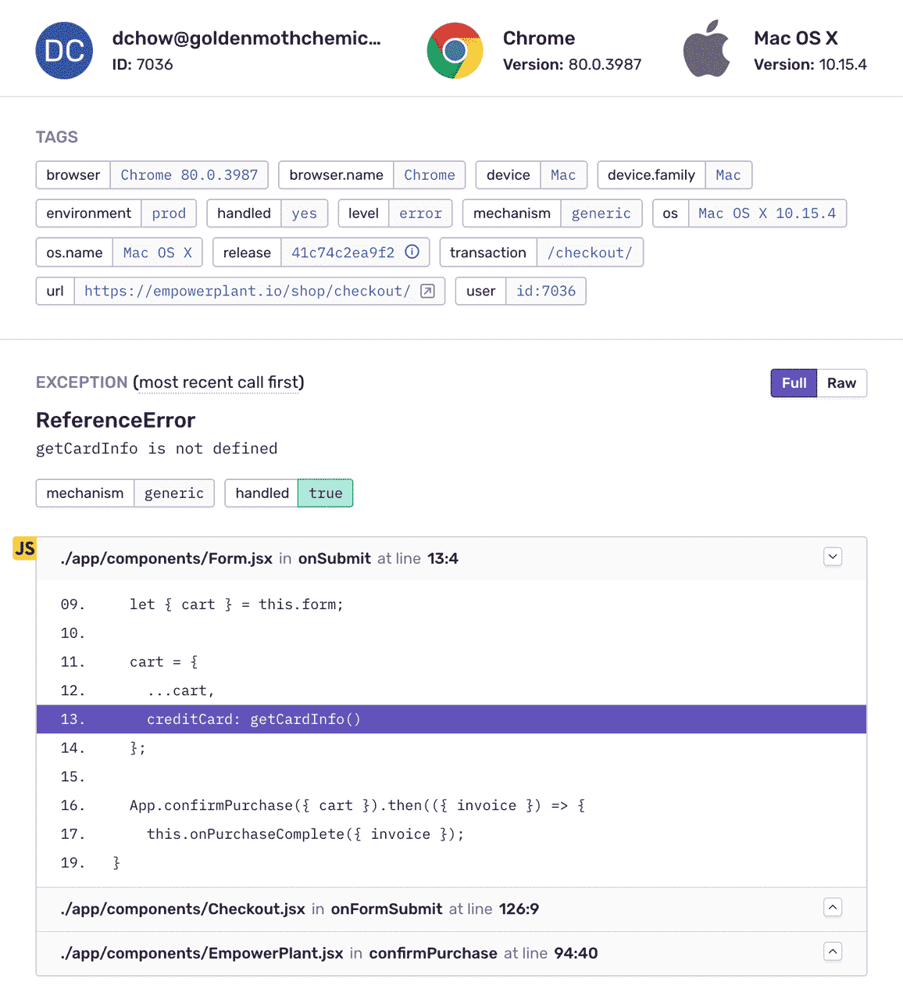 DC dchow@goldenmothchemic... Chrome Mac OS X
ID: 7036 Version: 80.0.3987 Version: 10.15.4
TAGS
browser Chrome 80.0.3987 browser.name Chrome device Mac device.family Mac
environment prod handled yes level error mechanism generic os Mac OS X 10.15.4
os.name Mac OS X release 41c74c2ea9f2 transaction /checkout/
url https://empowerplant.io/shop/checkout/ user id:7036
EXCEPTION (most recent call first) Full Raw
ReferenceError
getCardInfo is not defined
mechanism generic handled true
JS
./app/components/Form.jsx in onSubmit at line 13:4
09. let { cart } = this.form;
10.
11. cart = {
12. ...cart,
13. creditCard: getCardInfo()
14. };
15.
16. App.confirmPurchase({ cart }).then(({ invoice }) => {
17. this.onPurchaseComplete({ invoice });
19. }
./app/components/Checkout.jsx in onFormSubmit at line 126:9
./app/components/EmpowerPlant.jsx in confirmPurchase at line 94:40